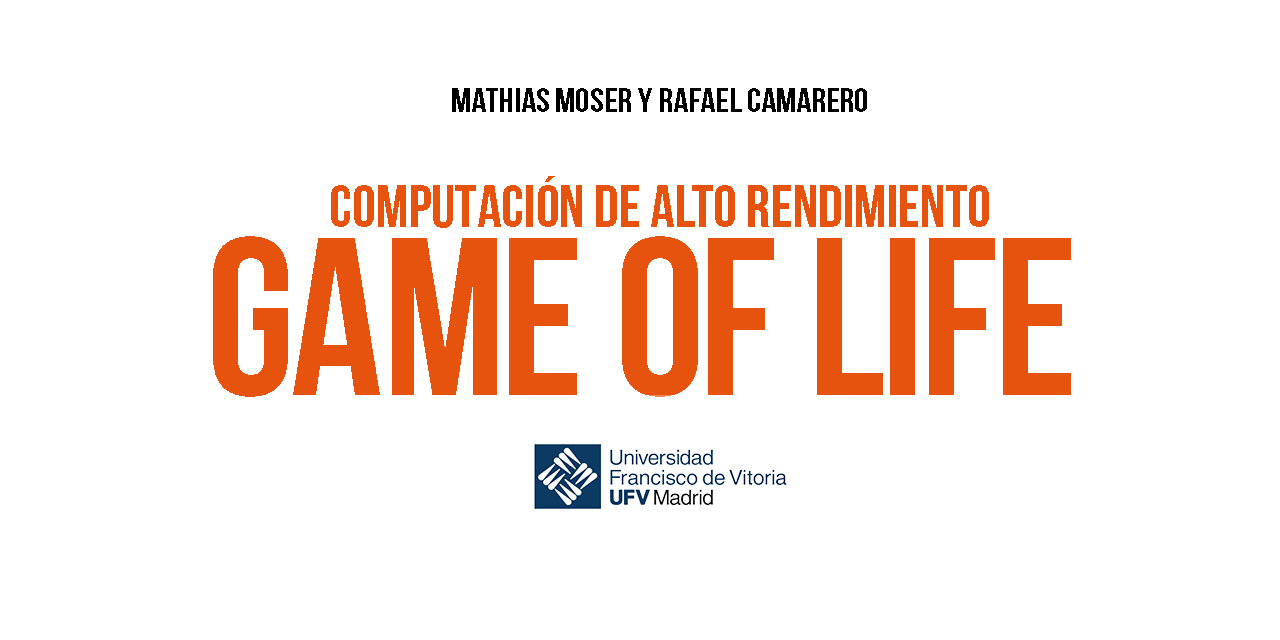 MATHIAS MOSER Y RAFAEL CAMARERO
COMPUTACIÓN DE ALTO RENDIMIENTO
GAME OF LIFE
Universidad
Francisco de Vitoria
UFV Madrid